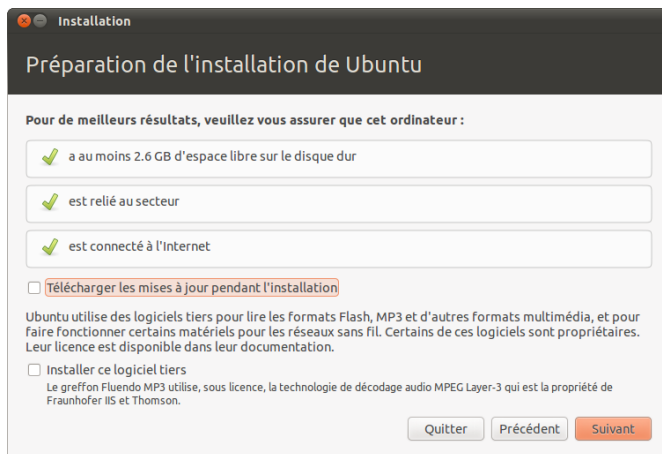 Installation
Préparation de l'installation de Ubuntu
Pour de meilleurs résultats, veuillez vous assurer que cet ordinateur :
a au moins 2.6 GB d'espace libre sur le disque dur
est relié au secteur
est connecté à l'Internet
Télécharger les mises à jour pendant l'installation
Ubuntu utilise des logiciels tiers pour lire les formats Flash, MP3 et d'autres formats multimédia, et pour
faire fonctionner certains matériels pour les réseaux sans fil. Certains de ces logiciels sont propriétaires.
Leur licence est disponible dans leur documentation.
Installer ce logiciel tiers
Le greffon Fluendo MP3 utilise, sous licence, la technologie de décodage audio MPEG Layer-3 qui est la propriété de
Fraunhofer IIS et Thomson.
Quitter Précédent Suivant